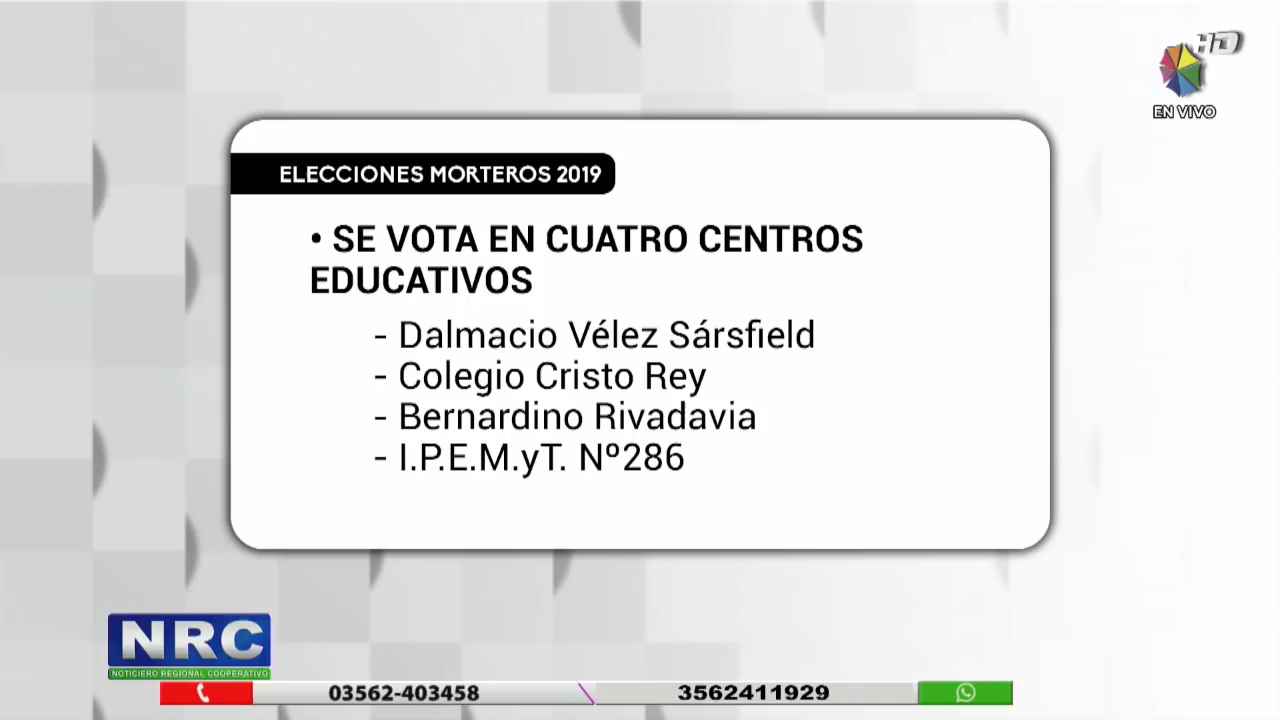 HD
EN VIVO
ELECCIONES MORTEROS 2019
• SE VOTA EN CUATRO CENTROS
EDUCATIVOS
- Dalmacio Vélez Sársfield
- Colegio Cristo Rey
- Bernardino Rivadavia
- I.P.E.M.yT. Nº286
NRC
NOTICIERO REGIONAL COOPERATIVO
03562-403458 3562411929